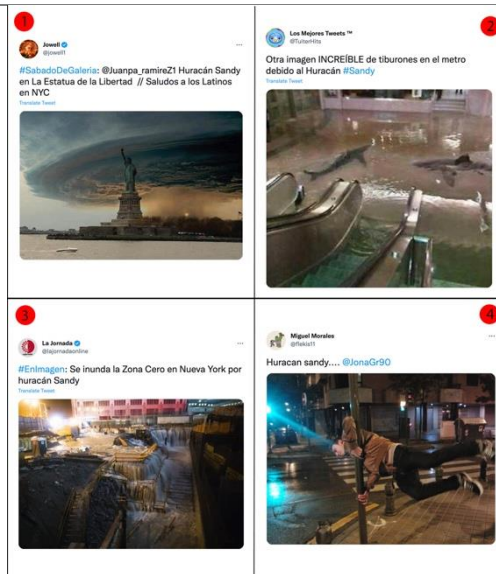 1
Jowell
@jowell1
#SabadoDeGaleria: @Juanpa_ramireZ1 Huracán Sandy
en La Estatua de la Libertad // Saludos a los Latinos
en NYC
Translate Tweet
2
Los Mejores Tweets ™
@TuiterHits
Otra imagen INCREÍBLE de tiburones en el metro
debido al Huracán #Sandy
Translate Tweet
3
La Jornada
@lajornadaonline
#EnImagen: Se inunda la Zona Cero en Nueva York por
huracán Sandy
Translate Tweet
4
Miguel Morales
@flekis11
Huracan sandy.... @JonaGr90